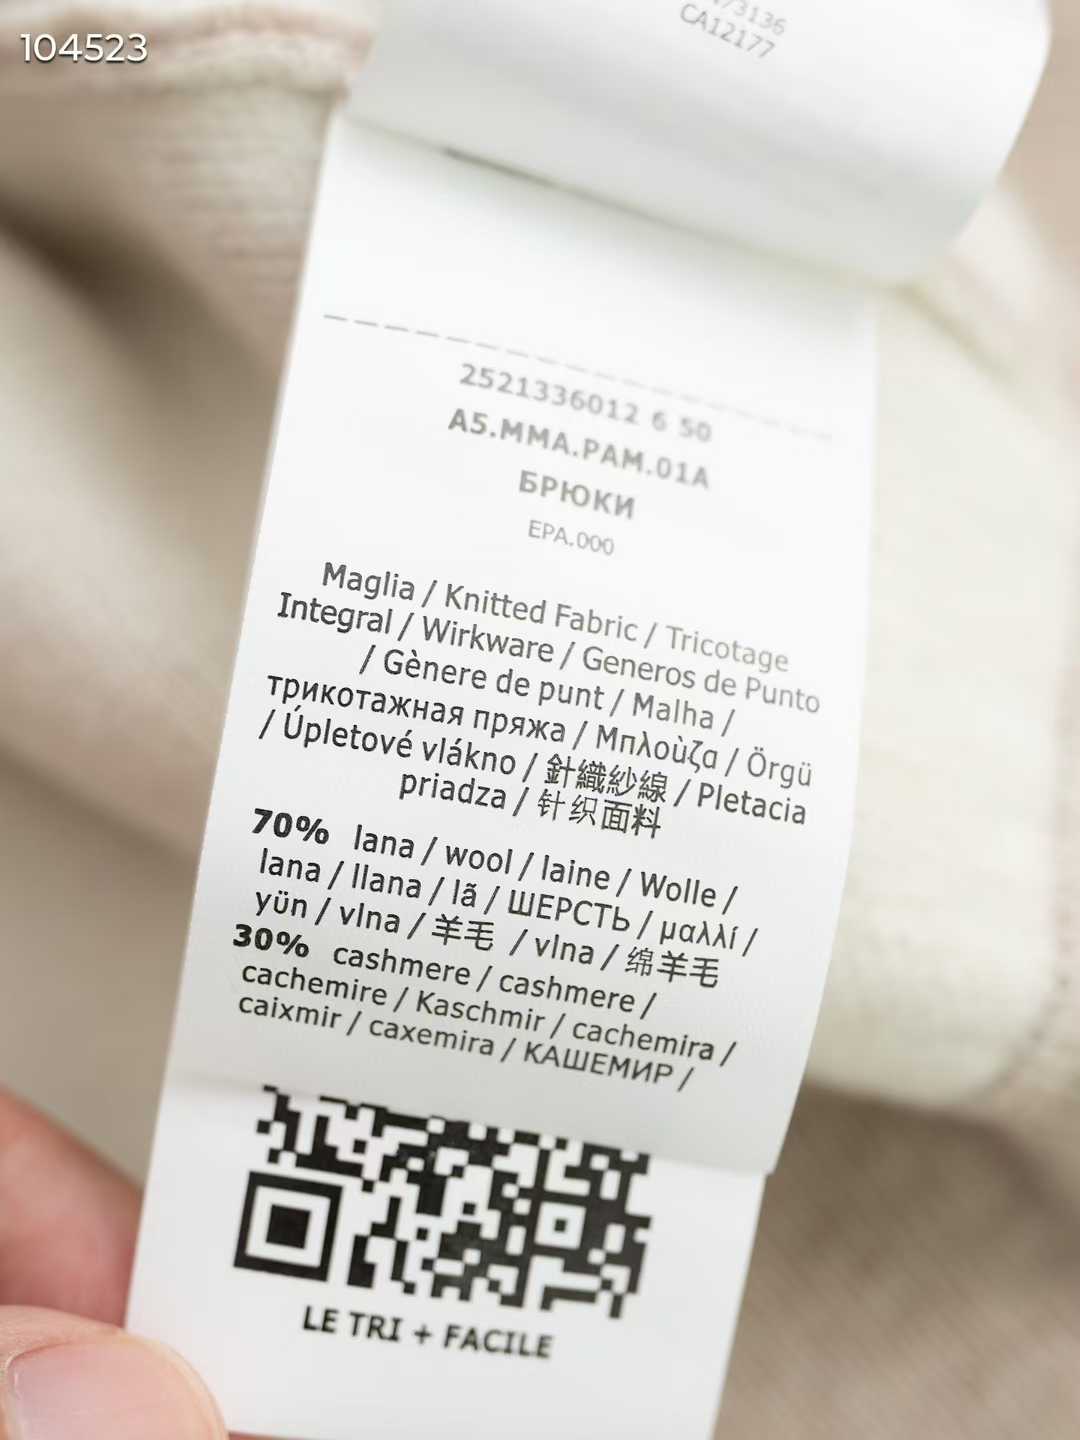 104523
73136
CA12177
2521336012 6 50
A5.MMA.PAM.01A
БРЮКИ
EPA.000
Maglia / Knitted Fabric / Tricotage
Integral / Wirkware / Generos de Punto
/ Gènere de punt / Malha /
трикотажная пряжа / Μπλοὺζα / Örgü
/ Úpletové vlákno / 針織紗線 / Pletacia
priadza / 针织面料
70% lana / wool / laine / Wolle /
lana / llana / lã / ШЕРСТЬ / μαλλί /
yün / vlna / 羊毛 / vlna / 绵羊毛
30% cashmere / cashmere /
cachemire / Kaschmir / cachemira /
caixmir / caxemira / КАШЕМИР /
LE TRI + FACILE